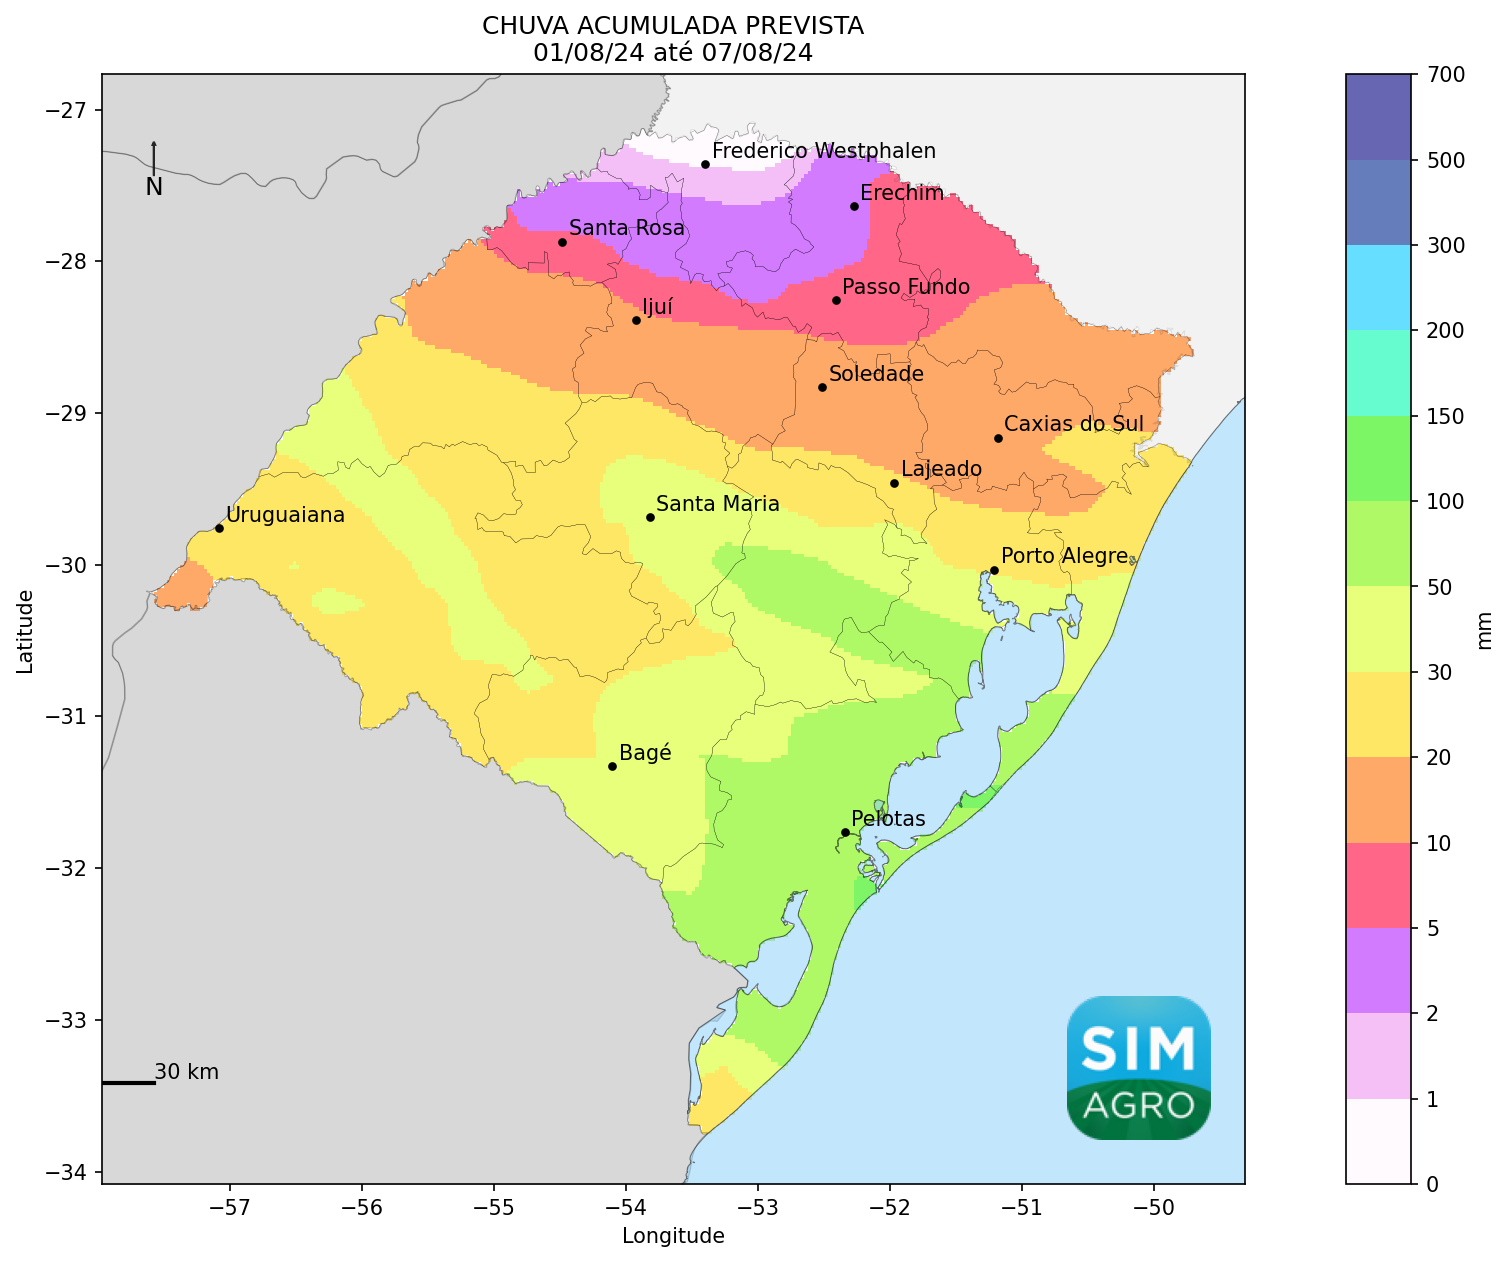 CHUVA ACUMULADA PREVISTA
01/08/24 até 07/08/24
−27
−28
−29
−30
−31
−32
−33
−34
Latitude
N
Frederico Westphalen
Erechim
Santa Rosa
Passo Fundo
Ijuí
Soledade
Caxias do Sul
Lajeado
Santa Maria
Uruguaiana
Porto Alegre
Bagé
Pelotas
30 km
SIM
AGRO
−57
−56
−55
−54
−53
−52
−51
−50
Longitude
700
500
300
200
150
100
50
30
20
10
5
2
1
0
mm